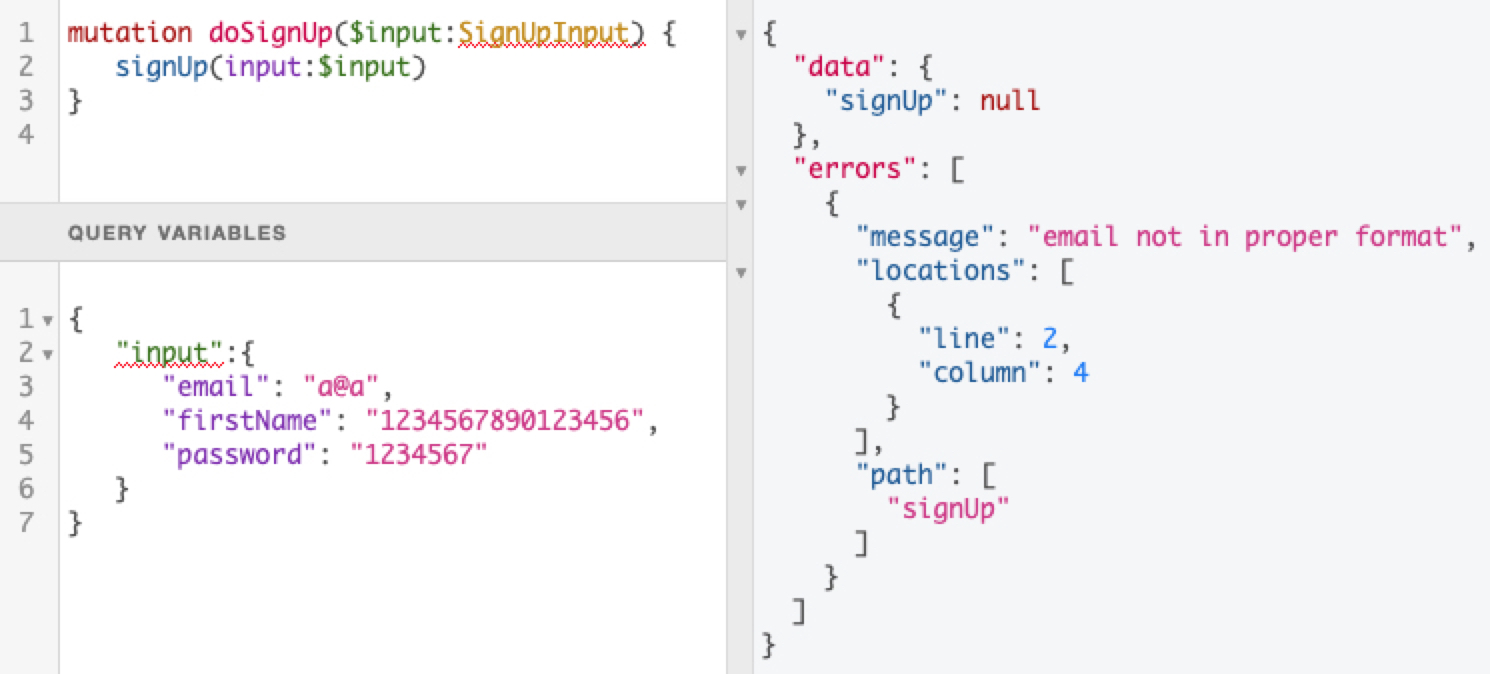 1 mutation doSignUp($input:SignUpInput) {
2    signUp(input:$input)
3 }
4
QUERY VARIABLES
1 {
2    "input":{
3       "email": "a@a",
4       "firstName": "1234567890123456",
5       "password": "1234567"
6    }
7 }
{
  "data": {
    "signUp": null
  },
  "errors": [
    {
      "message": "email not in proper format",
      "locations": [
        {
          "line": 2,
          "column": 4
        }
      ],
      "path": [
        "signUp"
      ]
    }
  ]
}